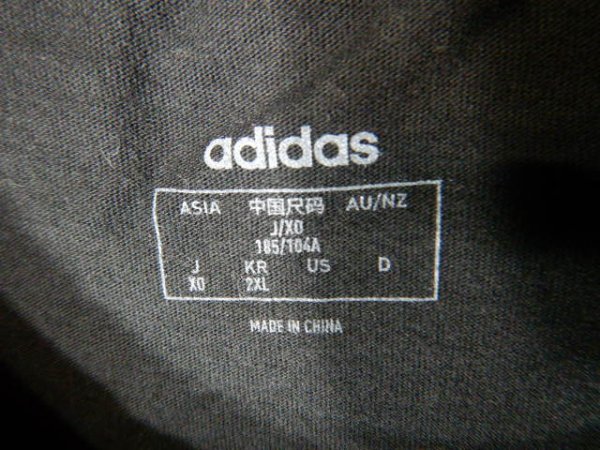 adidas
ASIA 中国尺码 AU/NZ
J/XO
185/104A
J KR US D
XO 2XL
MADE IN CHINA